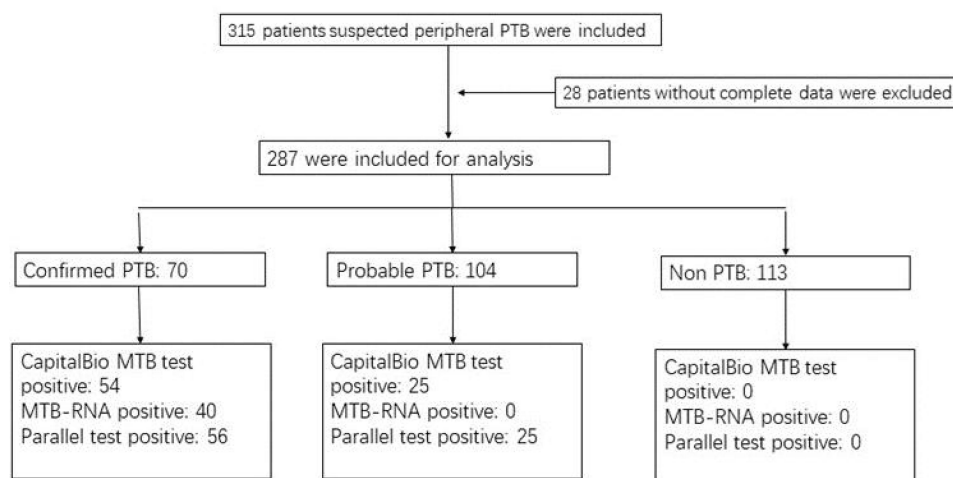 315 patients suspected peripheral PTB were included
28 patients without complete data were excluded
287 were included for analysis
Confirmed PTB: 70
Probable PTB: 104
Non PTB: 113
CapitalBio MTB test
positive: 54
MTB-RNA positive: 40
Parallel test positive: 56
CapitalBio MTB test
positive: 25
MTB-RNA positive: 0
Parallel test positive: 25
CapitalBio MTB test
positive: 0
MTB-RNA positive: 0
Parallel test positive: 0